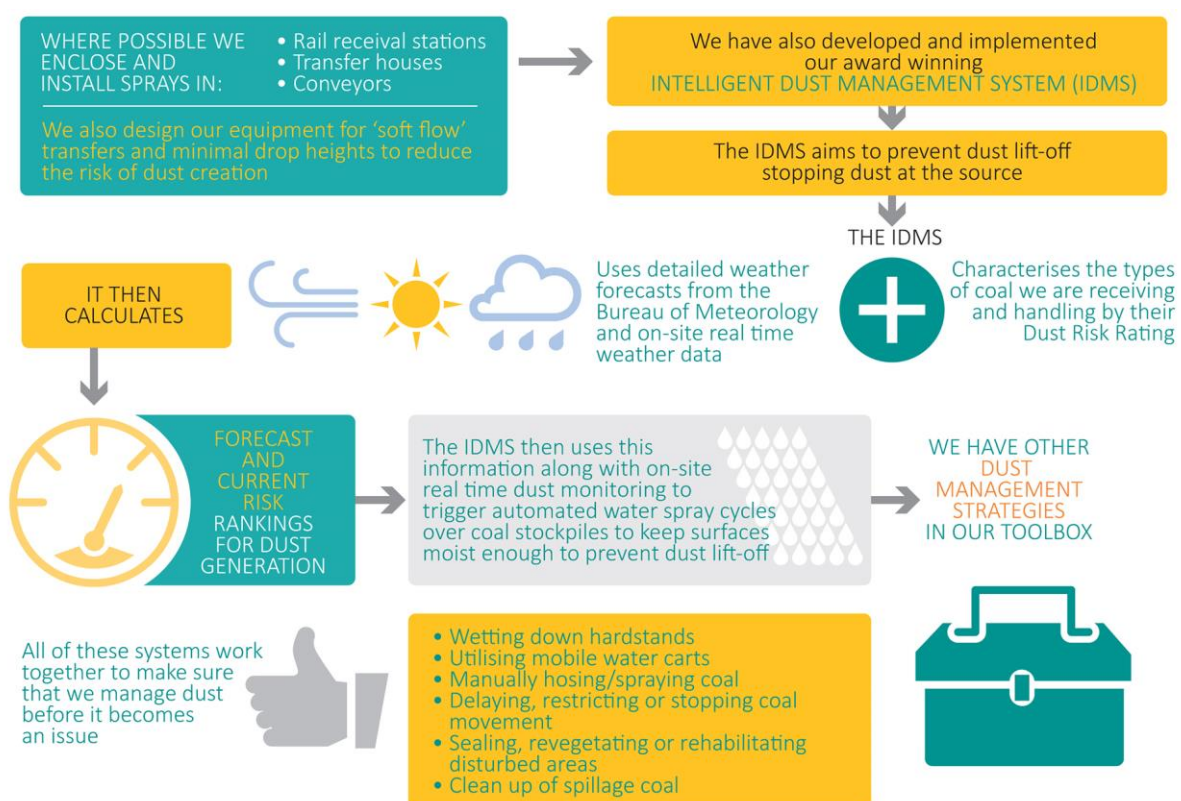 WHERE POSSIBLE WE
ENCLOSE AND
INSTALL SPRAYS IN:
• Rail receival stations
• Transfer houses
• Conveyors
We also design our equipment for ‘soft flow’
transfers and minimal drop heights to reduce
the risk of dust creation
We have also developed and implemented
our award winning
INTELLIGENT DUST MANAGEMENT SYSTEM (IDMS)
The IDMS aims to prevent dust lift-off
stopping dust at the source
THE IDMS
Characterises the types
of coal we are receiving
and handling by their
Dust Risk Rating
Uses detailed weather
forecasts from the
Bureau of Meteorology
and on-site real time
weather data
IT THEN
CALCULATES
FORECAST
AND
CURRENT
RISK
RANKINGS
FOR DUST
GENERATION
The IDMS then uses this
information along with on-site
real time dust monitoring to
trigger automated water spray cycles
over coal stockpiles to keep surfaces
moist enough to prevent dust lift-off
WE HAVE OTHER
DUST
MANAGEMENT
STRATEGIES
IN OUR TOOLBOX
• Wetting down hardstands
• Utilising mobile water carts
• Manually hosing/spraying coal
• Delaying, restricting or stopping coal
movement
• Sealing, revegetating or rehabilitating
disturbed areas
• Clean up of spillage coal
All of these systems work
together to make sure
that we manage dust
before it becomes
an issue